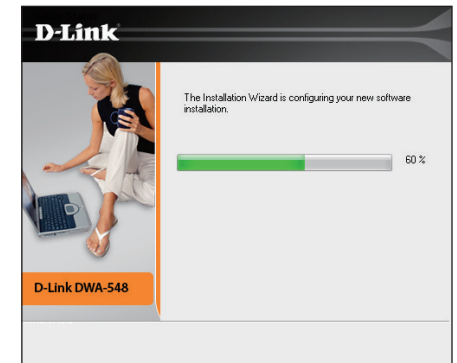 D-Link
The Installation Wizard is configuring your new software
installation.
60 %
D-Link DWA-548